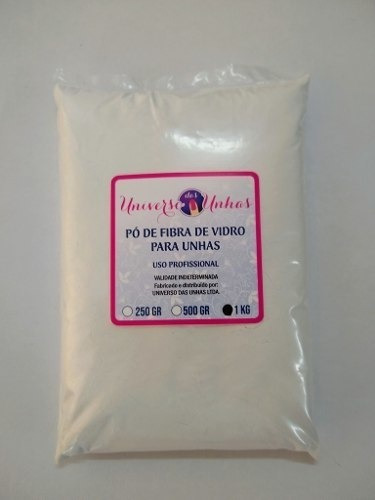 Universo das Unhas
PÓ DE FIBRA DE VIDRO
PARA UNHAS
USO PROFISSIONAL
VALIDADE INDETERMINADA
Fabricado e distribuído por:
UNIVERSO DAS UNHAS LTDA.
250 GR 500 GR 1 KG